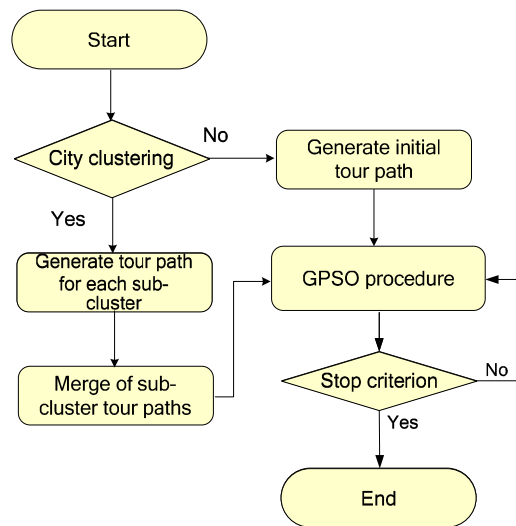 Start
City clustering
No
Generate initial
tour path
Yes
Generate tour path
for each sub-
cluster
GPSO procedure
Merge of sub-
cluster tour paths
Stop criterion
No
Yes
End